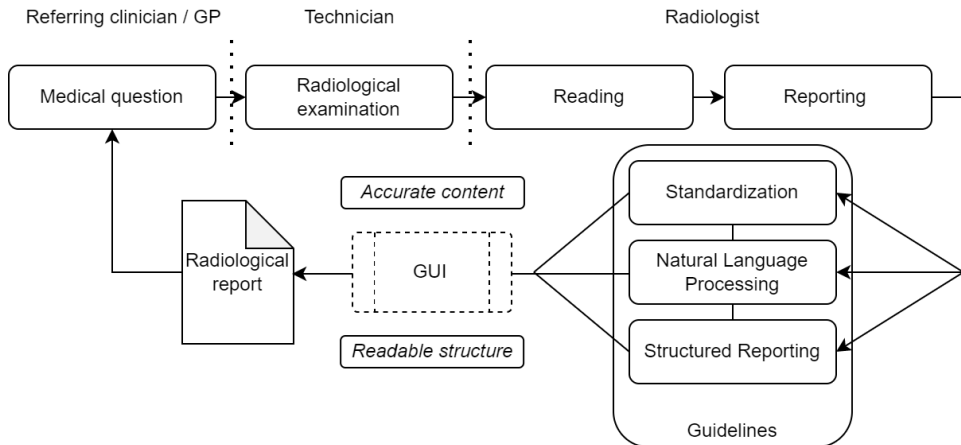 Referring clinician / GP
Technician
Radiologist
Medical question
Radiological
examination
Reading
Reporting
Accurate content
Standardization
Radiological
report
GUI
Natural Language
Processing
Readable structure
Structured Reporting
Guidelines